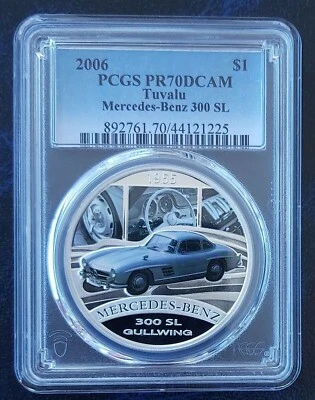 2006 $1
PCGS PR70DCAM
Tuvalu
Mercedes-Benz 300 SL
892761.70/44121225
1955
MERCEDES-BENZ
300 SL
GULLWING